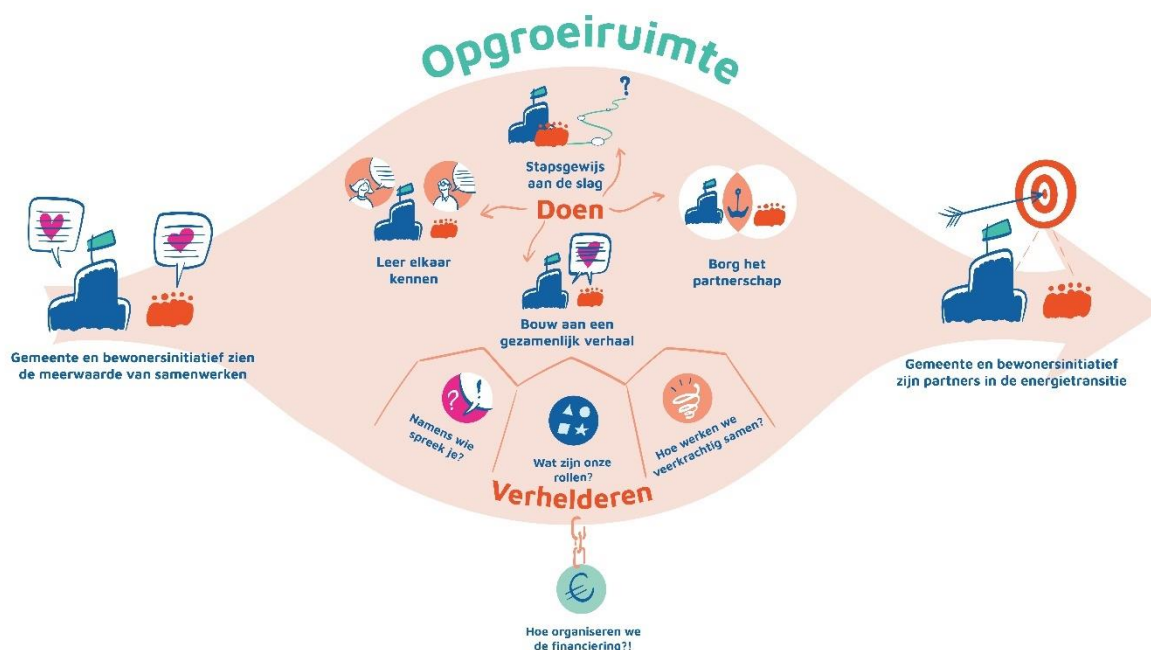 Opgroeiruimte
?
Stapsgewijs
aan de slag
Doen
Leer elkaar
kennen
Borg het
partnerschap
Bouw aan een
gezamenlijk verhaal
Gemeente en bewonersinitiatief zien
de meerwaarde van samenwerken
Gemeente en bewonersinitiatief
zijn partners in de energietransitie
? !
Namens wie
spreek je?
Wat zijn onze
rollen?
Hoe werken we
veerkrachtig samen?
Verhelderen
€
Hoe organiseren we
de financiering?!